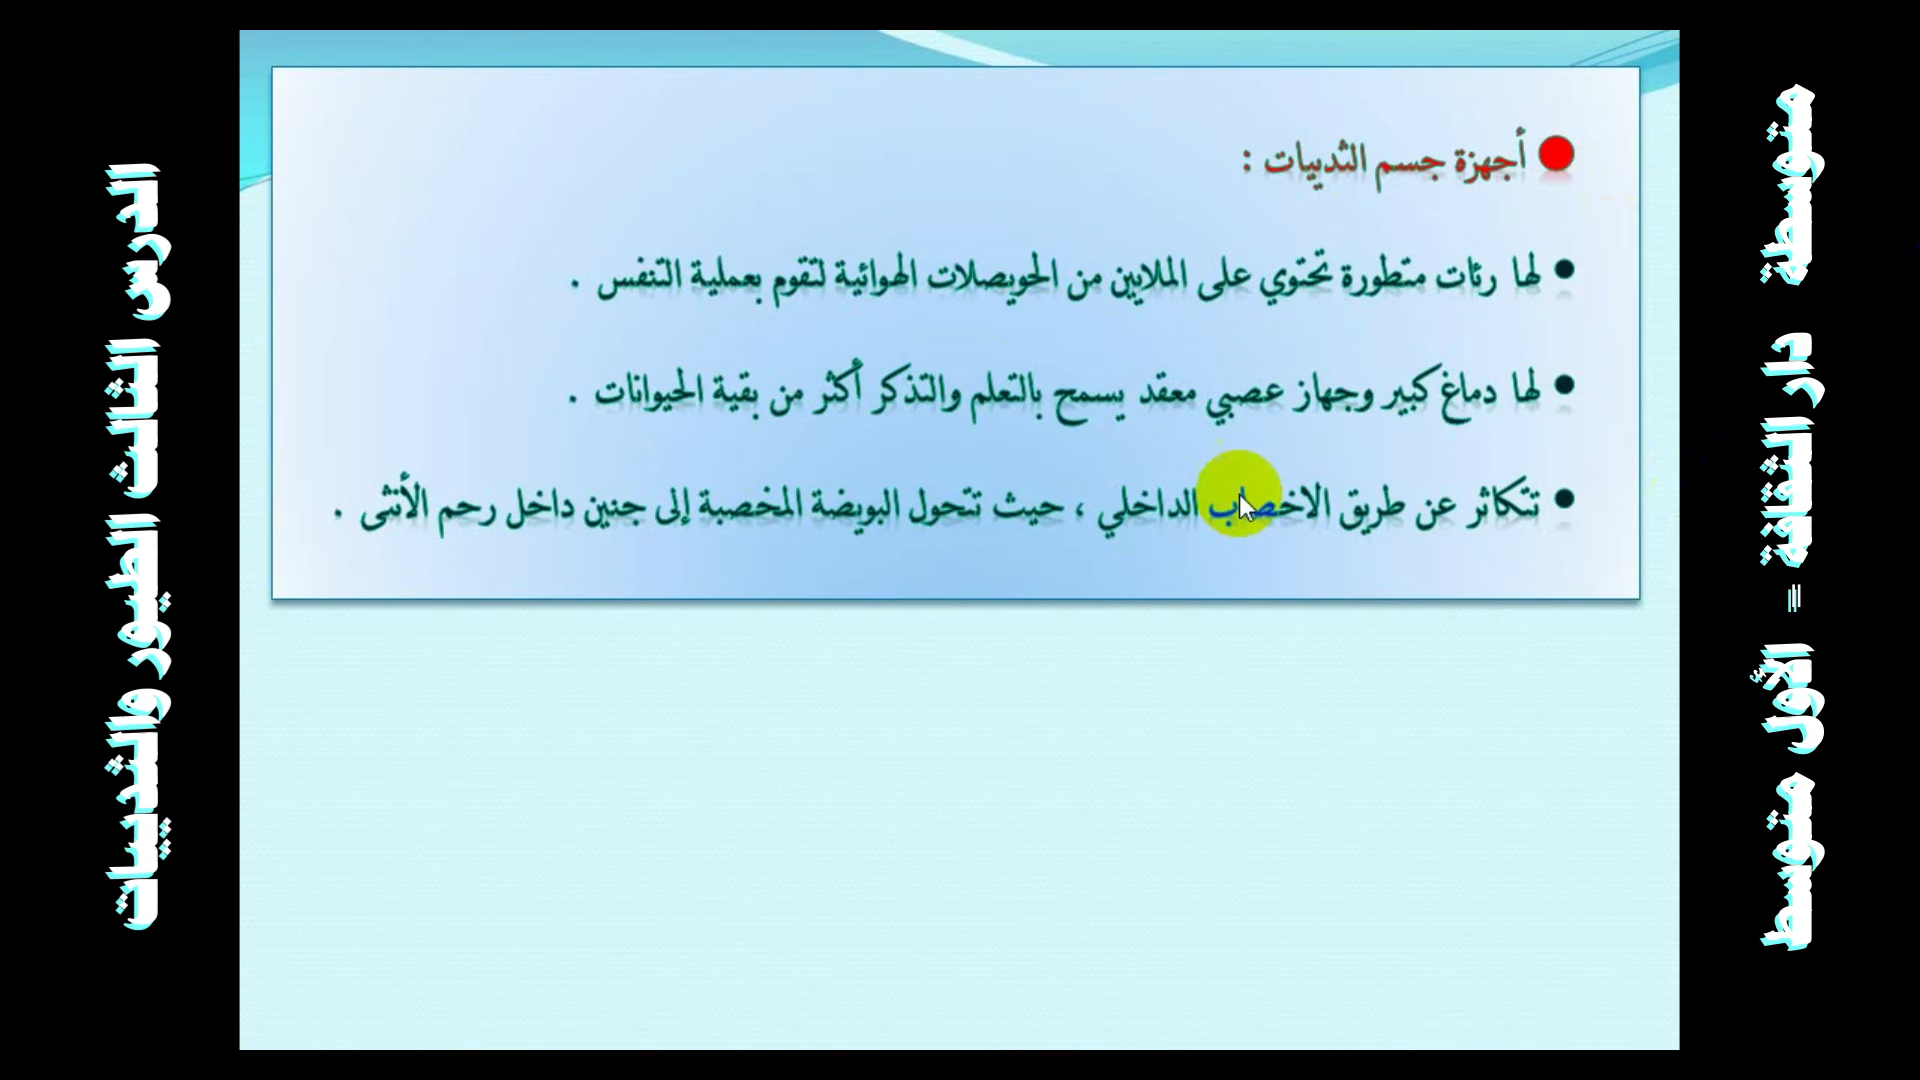 أجهزة جسم الثدييات :
لها رئات متطورة تحتوي على الملايين من الحويصلات الهوائية لتقوم بعملية التنفس .
لها دماغ كبير وجهاز عصبي معقد يسمح بالتعلم والتذكر أكثر من بقية الحيوانات .
تتكاثر عن طريق الاخصاب الداخلي ، حيث تتحول البويضة المخصبة إلى جنين داخل رحم الأنثى .
متوسطة دار الثقافة = الأول متوسط
الدرس الثالث الطيور والثدييات